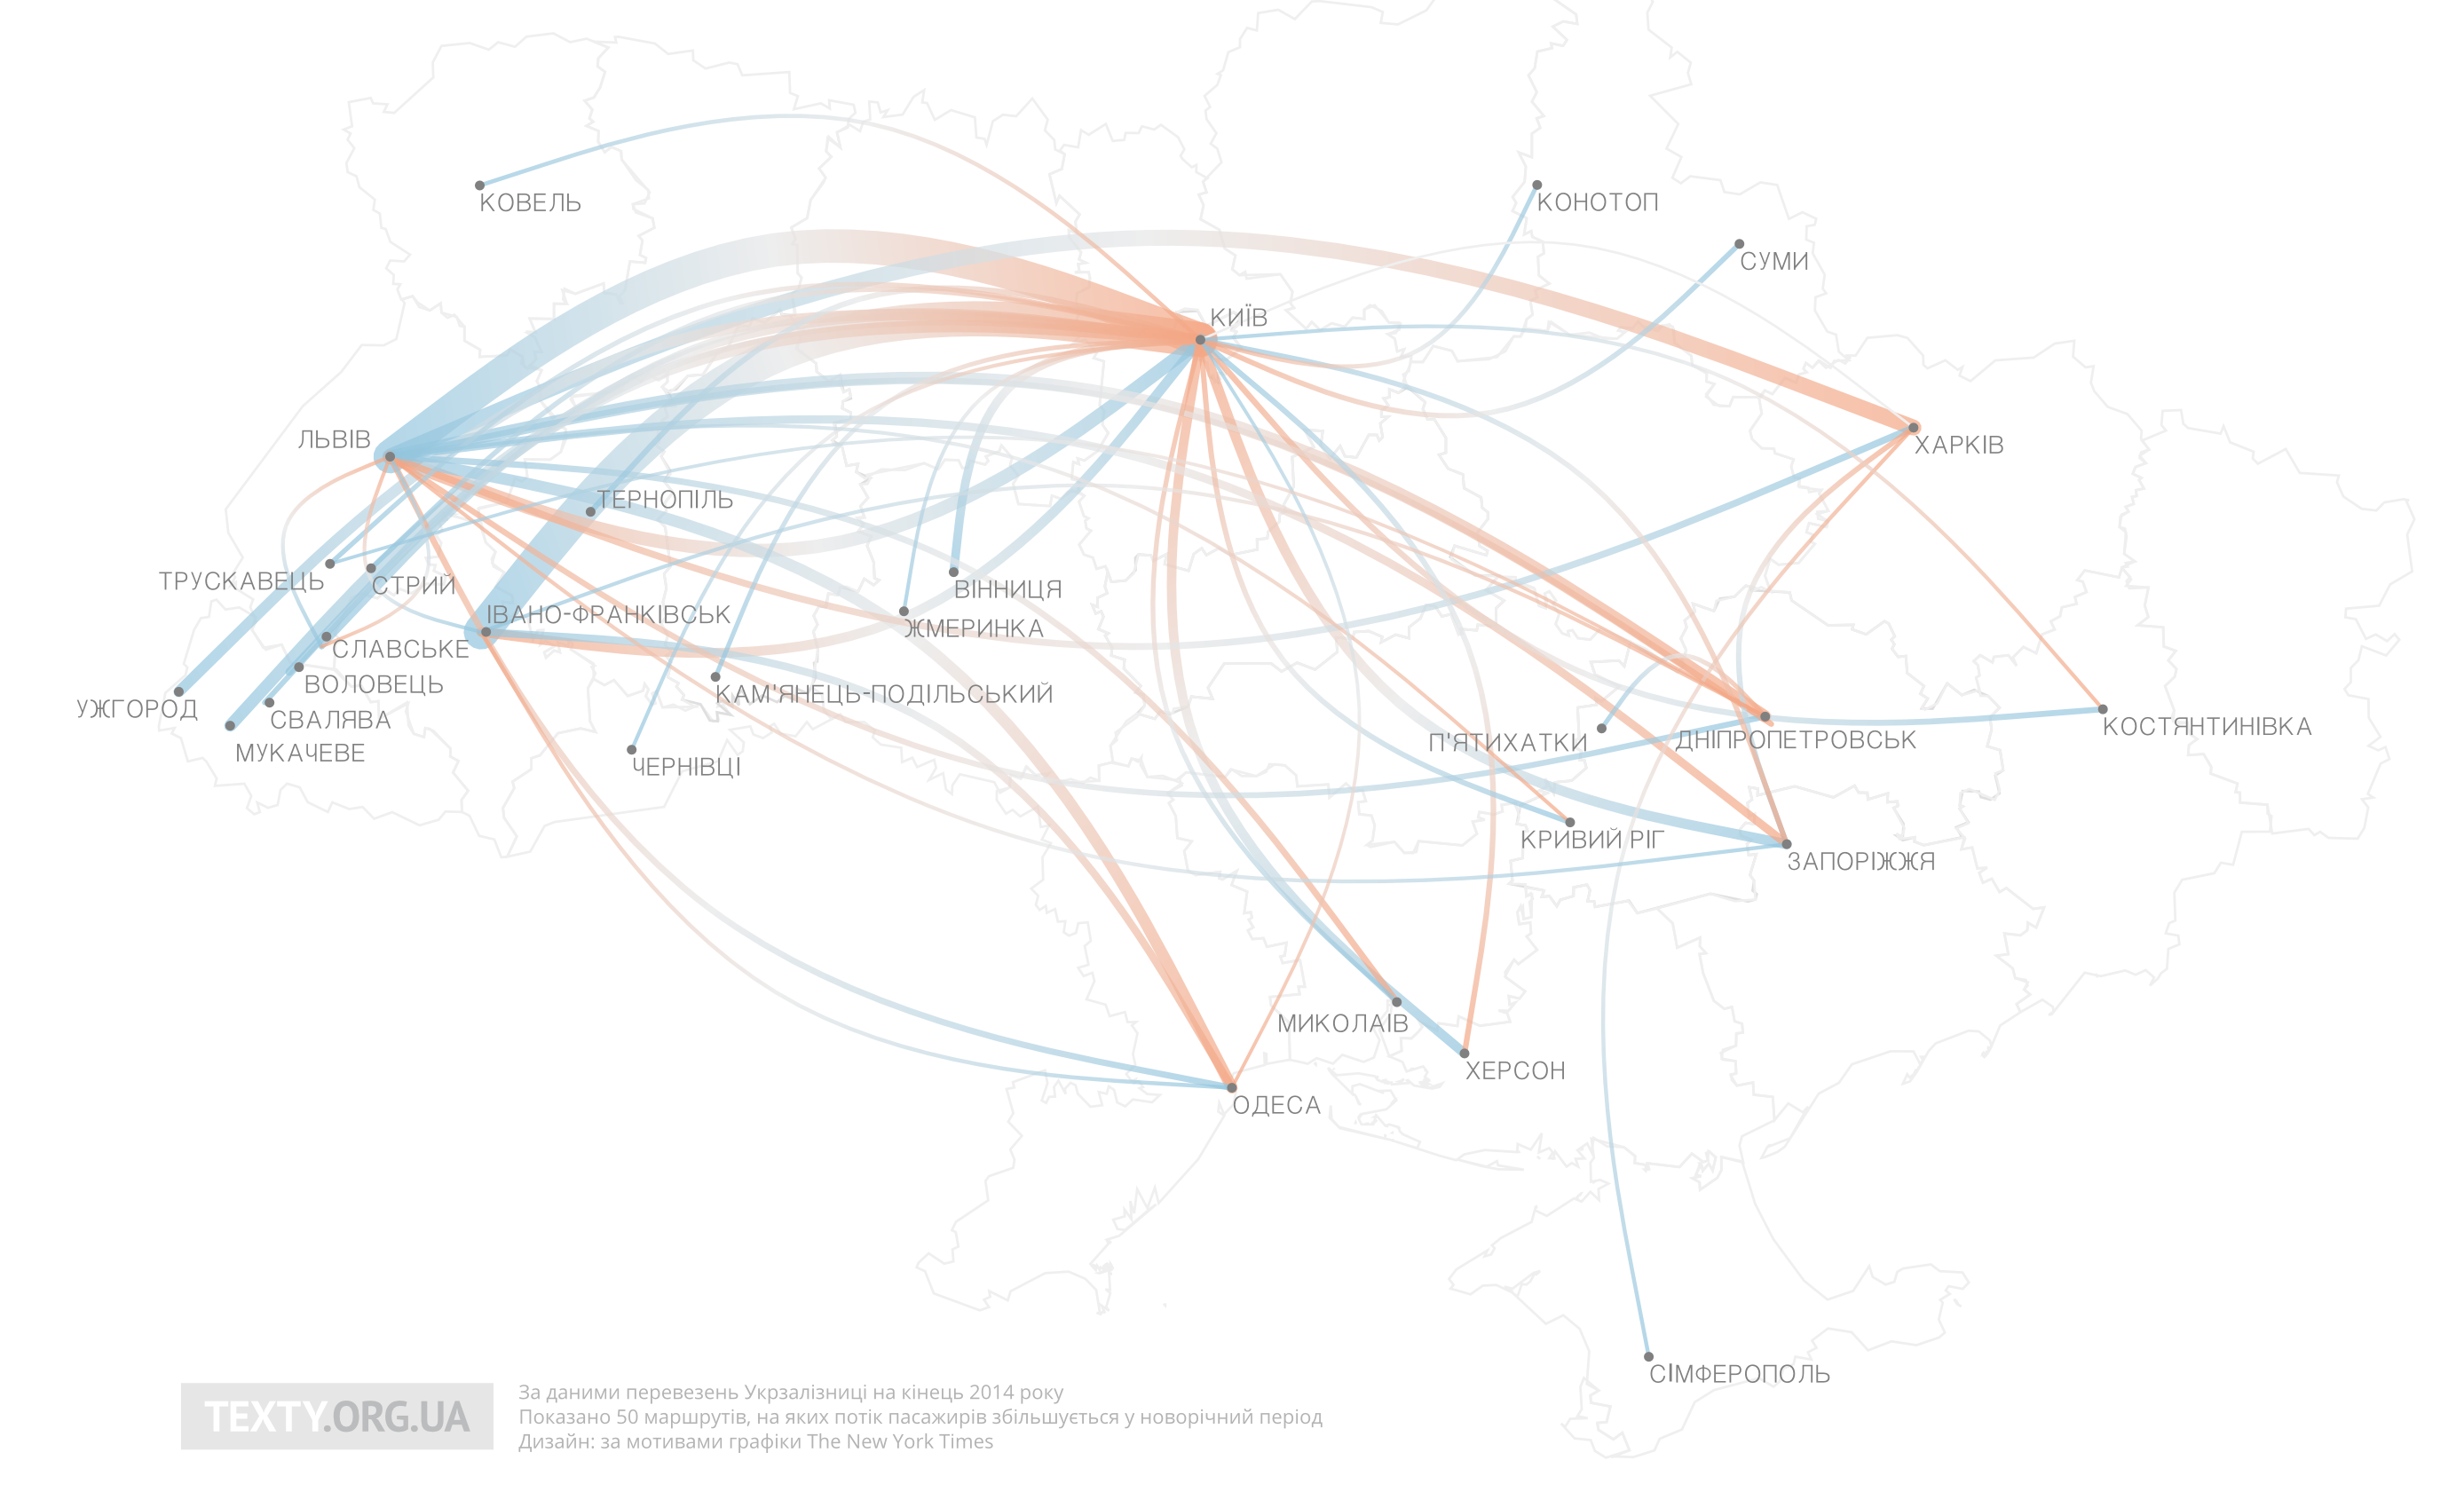 КОВЕЛЬ
КОНОТОП
СУМИ
КИЇВ
ЛЬВІВ
ХАРКІВ
ТЕРНОПІЛЬ
ТРУСКАВЕЦЬ
СТРИЙ
ВІННИЦЯ
ІВАНО-ФРАНКІВСЬК
ЖМЕРИНКА
СЛАВСЬКЕ
ВОЛОВЕЦЬ
КАМ'ЯНЕЦЬ-ПОДІЛЬСЬКИЙ
УЖГОРОД
СВАЛЯВА
МУКАЧЕВЕ
ЧЕРНІВЦІ
П'ЯТИХАТКИ
ДНІПРОПЕТРОВСЬК
КОСТЯНТИНІВКА
КРИВИЙ РІГ
ЗАПОРІЖЖЯ
МИКОЛАЇВ
ХЕРСОН
ОДЕСА
СІМФЕРОПОЛЬ
TEXTY.ORG.UA
За даними перевезень Укрзалізниці на кінець 2014 року
Показано 50 маршрутів, на яких потік пасажирів збільшується у новорічний період
Дизайн: за мотивами графіки The New York Times